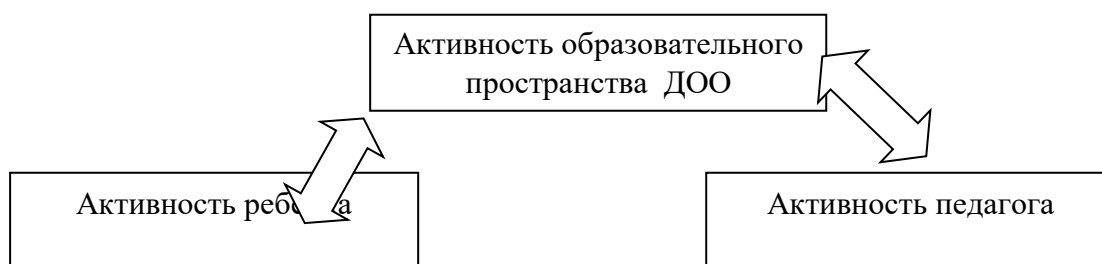 Активность образовательного
пространства ДОО
Активность
Активность педагога